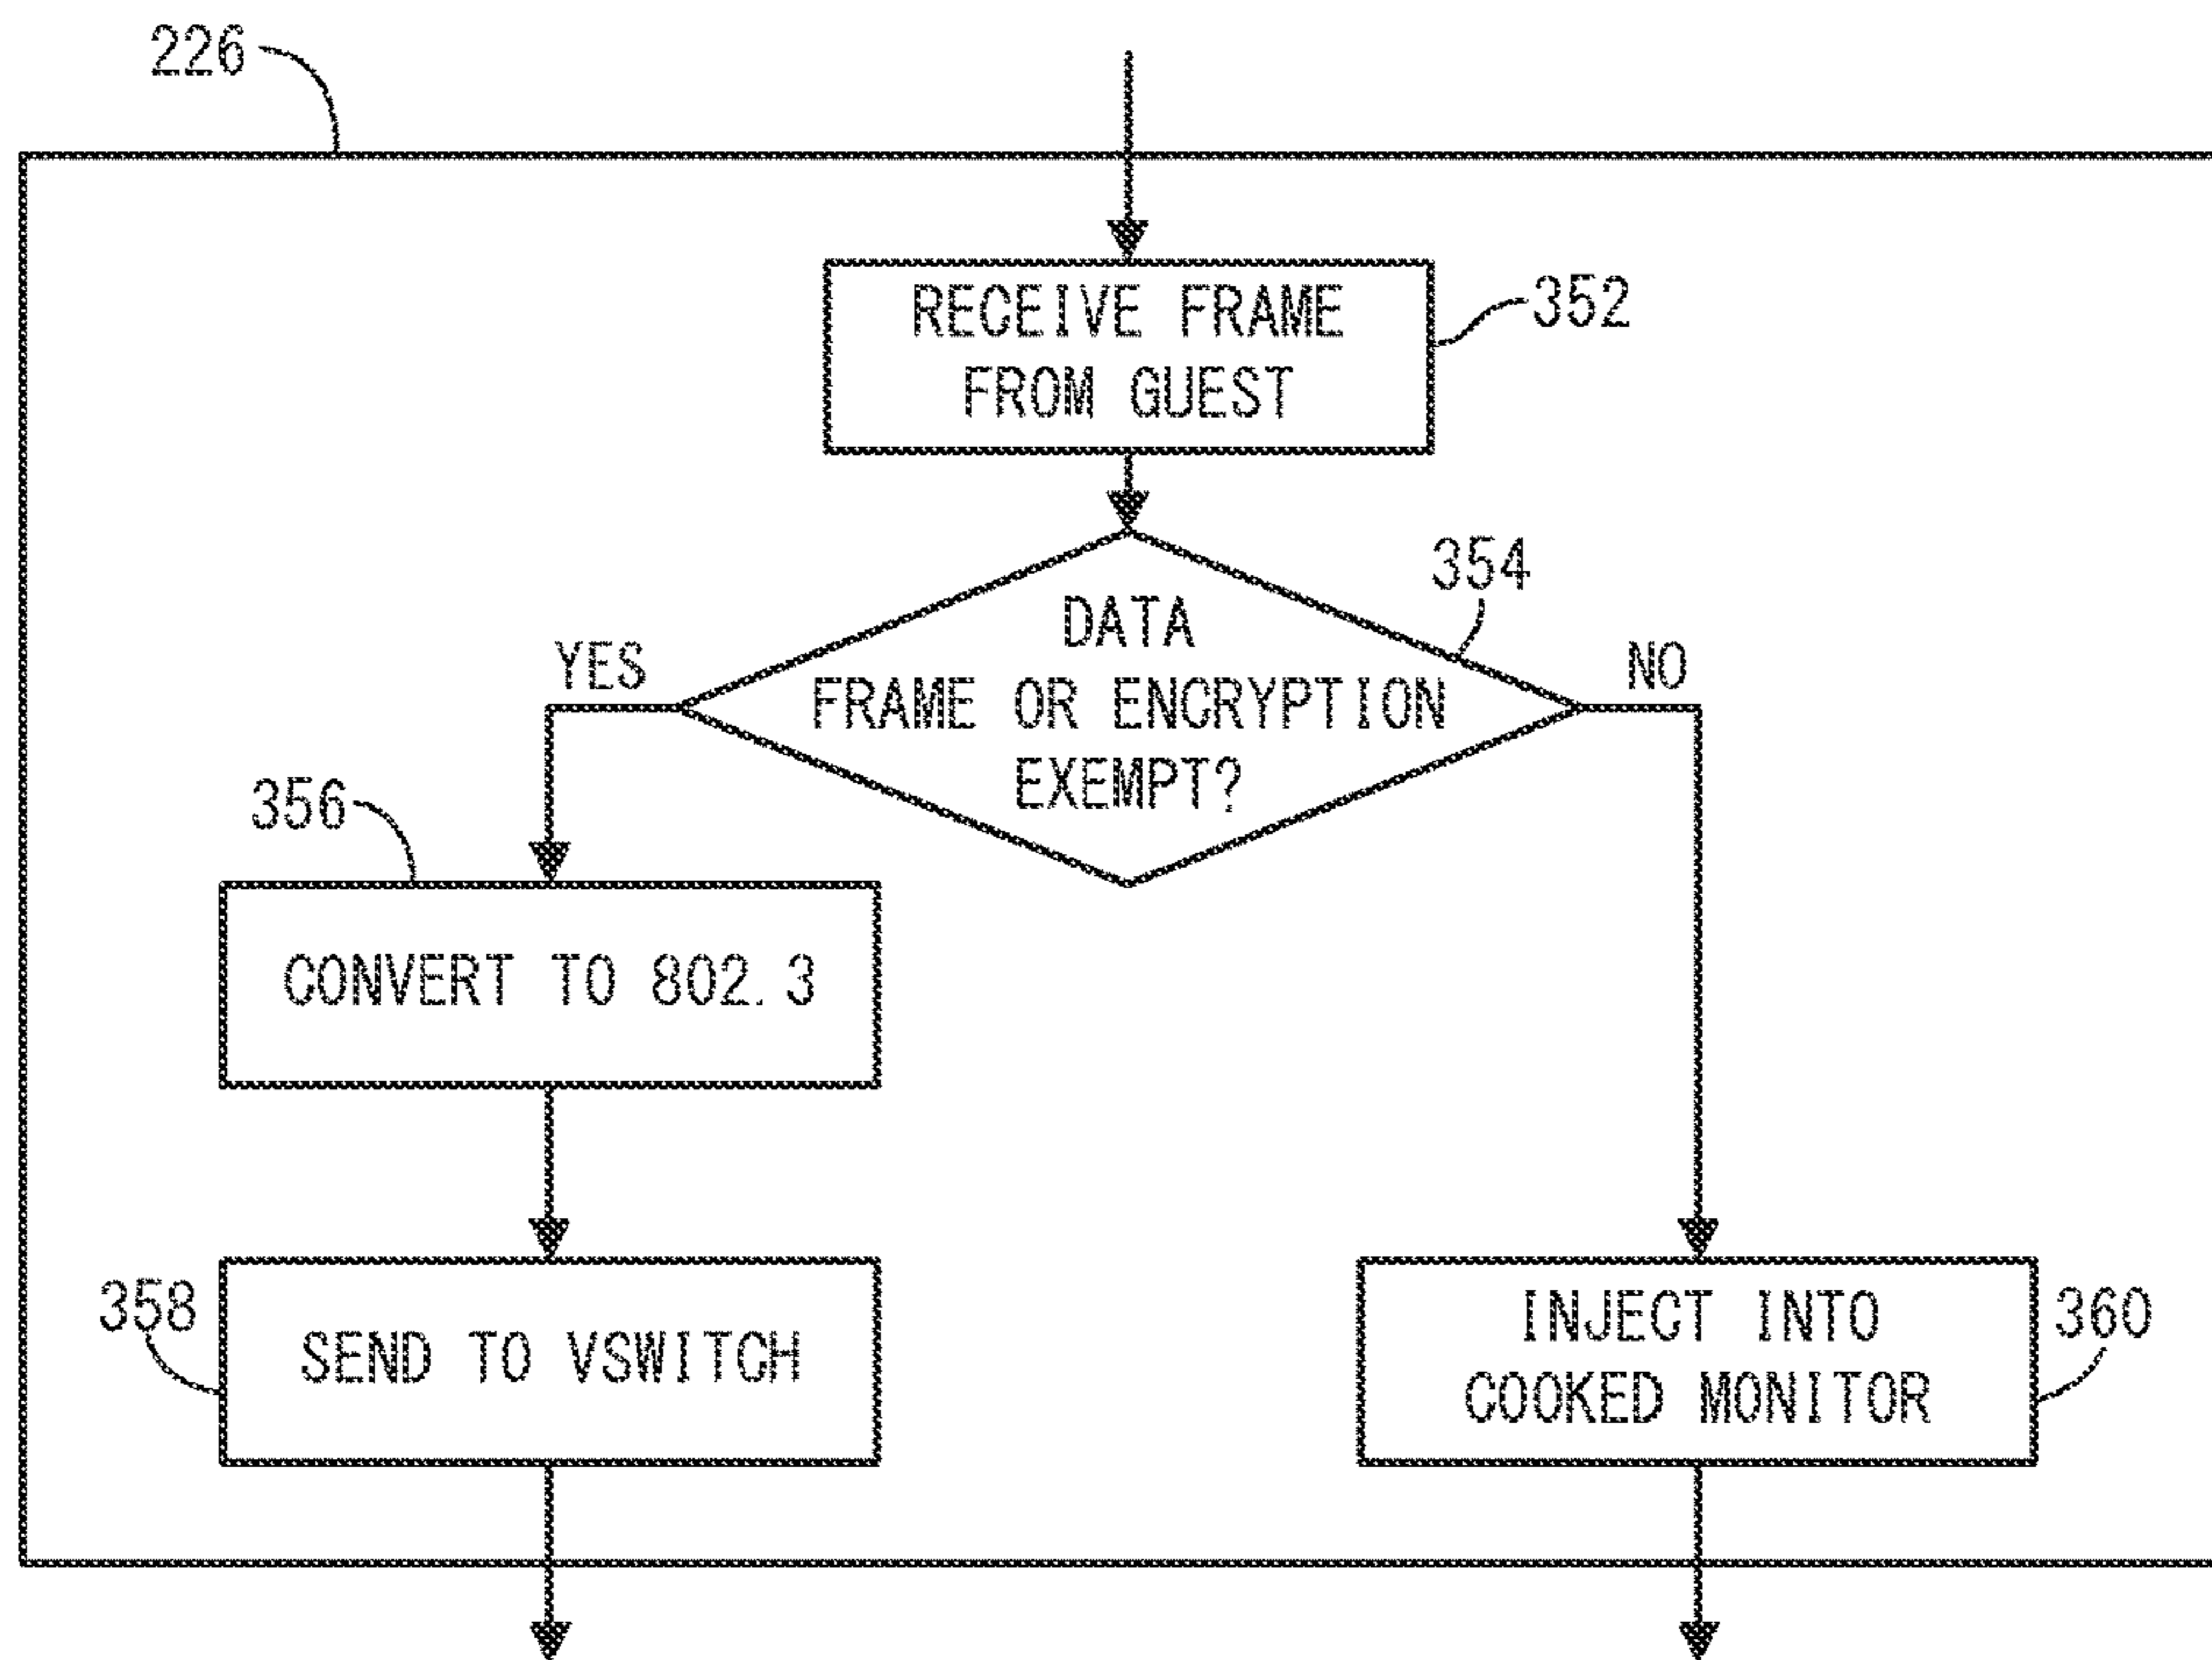 226
RECEIVE FRAME
FROM GUEST
352
DATA
FRAME OR ENCRYPTION
EXEMPT?
354
YES
NO
356
CONVERT TO 802.3
358
SEND TO VSWITCH
INJECT INTO
COOKED MONITOR
360